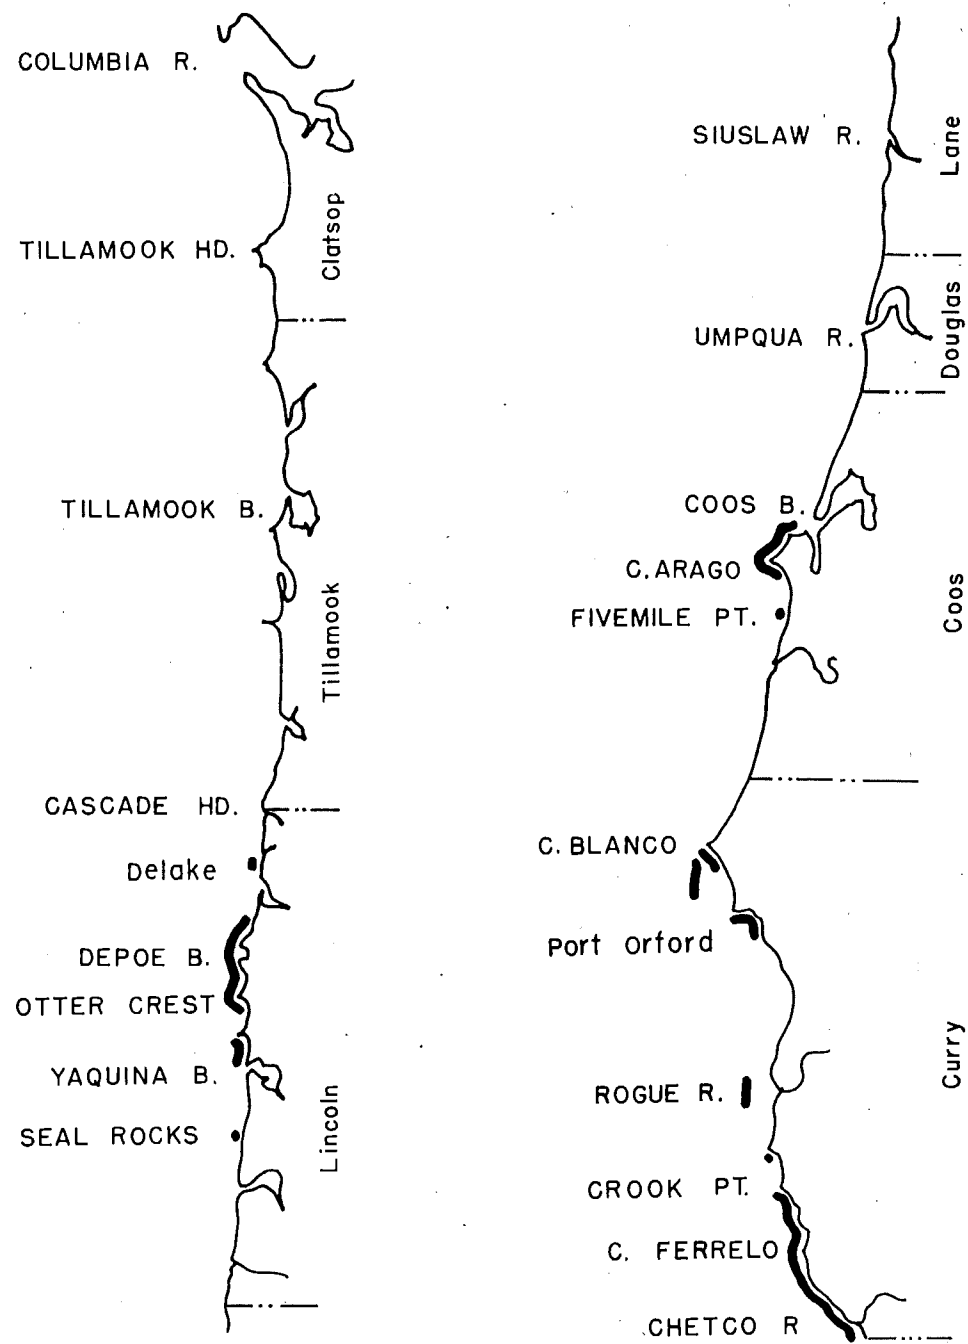 COLUMBIA R.
TILLAMOOK HD.
Clatsop
TILLAMOOK B.
Tillamook
CASCADE HD.
Delake
DEPOE B.
OTTER CREST
YAQUINA B.
SEAL ROCKS
Lincoln
SIUSLAW R.
Lane
UMPQUA R.
Douglas
COOS B.
C. ARAGO
FIVEMILE PT.
Coos
C. BLANCO
Port Orford
ROGUE R.
Curry
CROOK PT.
C. FERRELO
CHETCO R